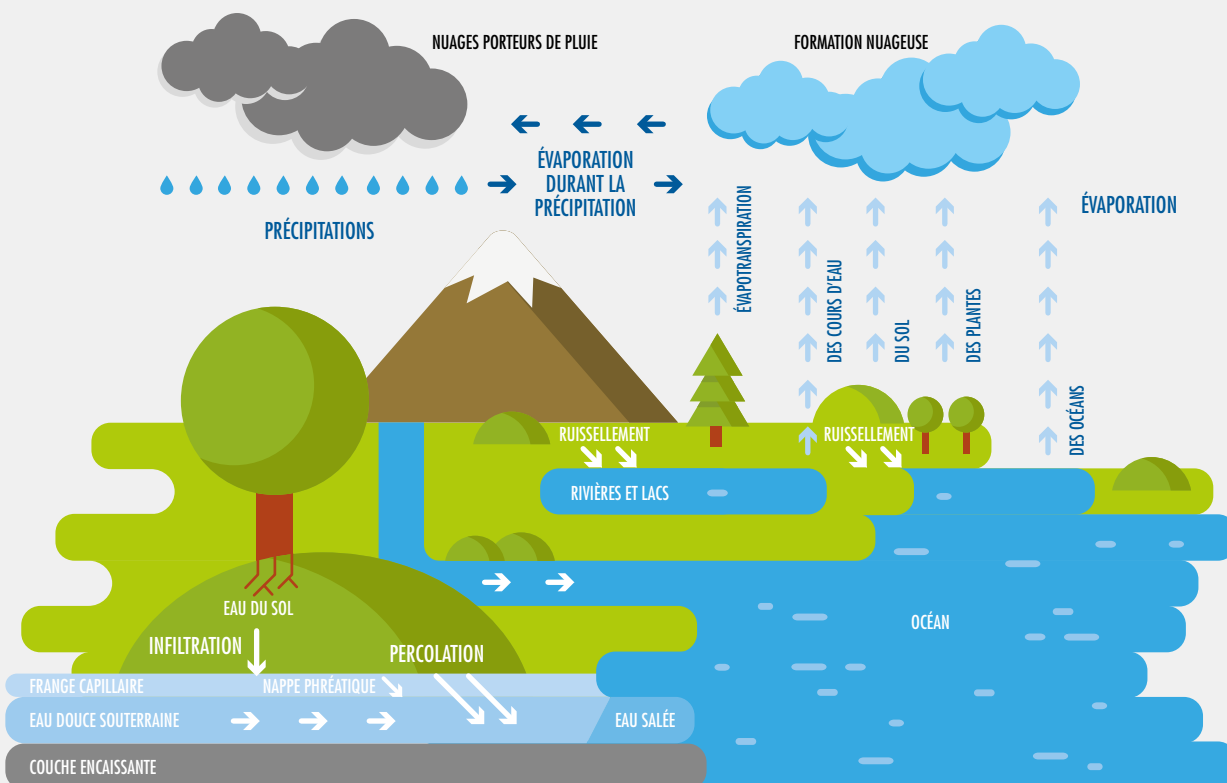 NUAGES PORTEURS DE PLUIE
FORMATION NUAGEUSE
ÉVAPORATION
DURANT LA
PRÉCIPITATION
PRÉCIPITATIONS
ÉVAPOTRANSPIRATION
DES COURS D'EAU
DU SOL
DES PLANTES
ÉVAPORATION
DES OCÉANS
RUISSELLEMENT
RUISSELLEMENT
RIVIÈRES ET LACS
EAU DU SOL
INFILTRATION
PERCOLATION
OCÉAN
FRANGE CAPILLAIRE
NAPPE PHRÉATIQUE
EAU DOUCE SOUTERRAINE
EAU SALÉE
COUCHE ENCAISSANTE